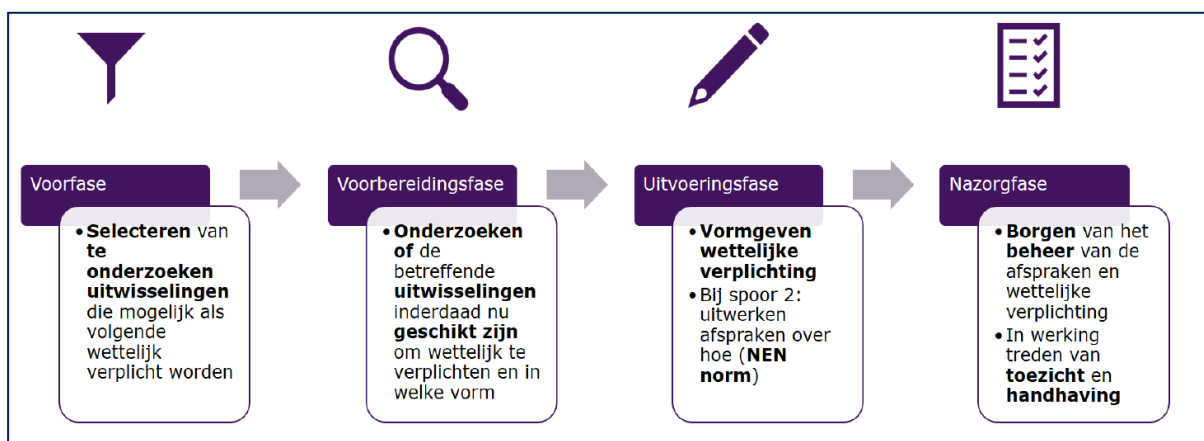 Voorfase
• Selecteren van
te
onderzoeken
uitwisselingen
die mogelijk als
volgende
wettelijk
verplicht worden
Voorbereidingsfase
• Onderzoeken
of de
betreffende
uitwisselingen
inderdaad nu
geschikt zijn
om wettelijk te
verplichten en in
welke vorm
Uitvoeringsfase
• Vormgeven
wettelijke
verplichting
• Bij spoor 2:
uitwerken
afspraken over
hoe (NEN
norm)
Nazorgfase
• Borgen van het
beheer van de
afspraken en
wettelijke
verplichting
• In werking
treden van
toezicht en
handhaving